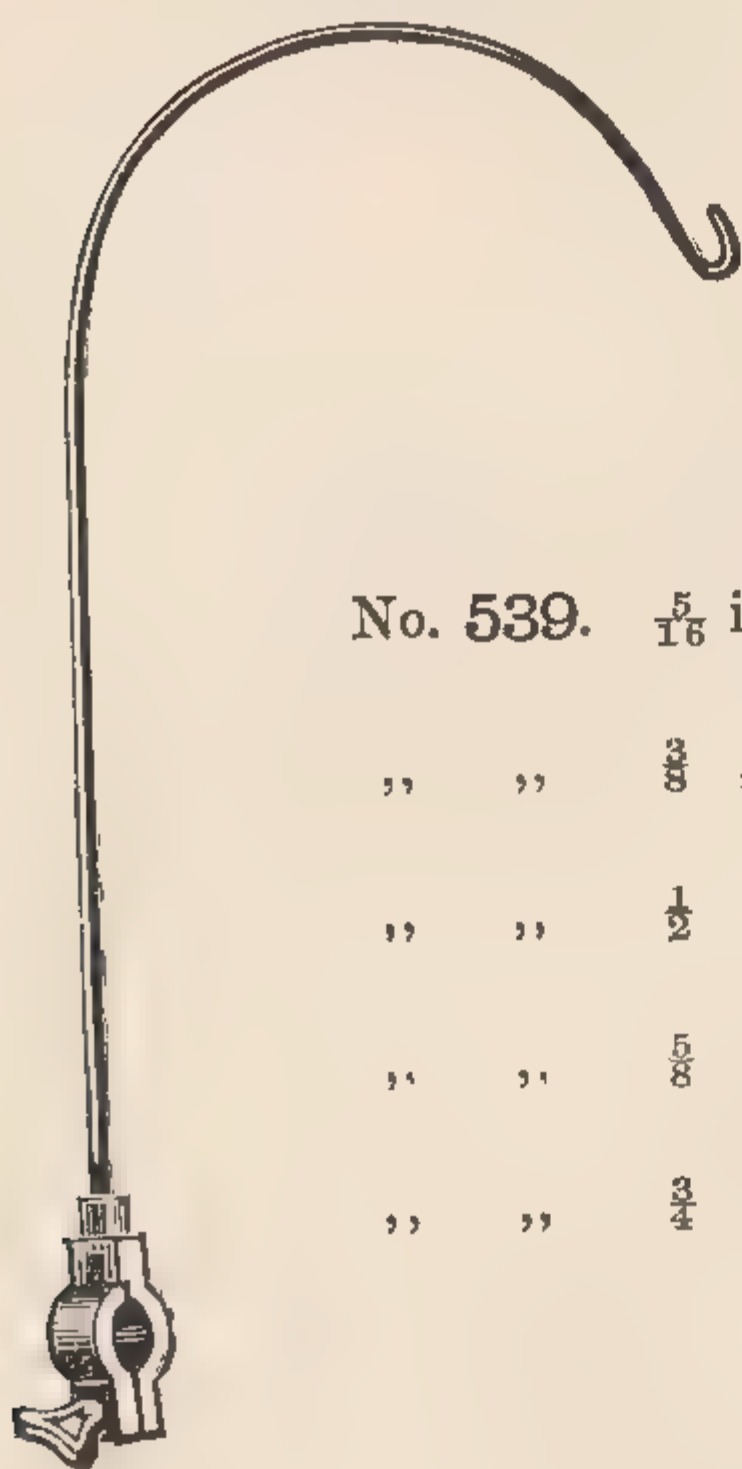 No. 539. 5/16 i
,, ,, 3/8
,, ,, 1/2
,, ,, 5/8
,, ,, 3/4